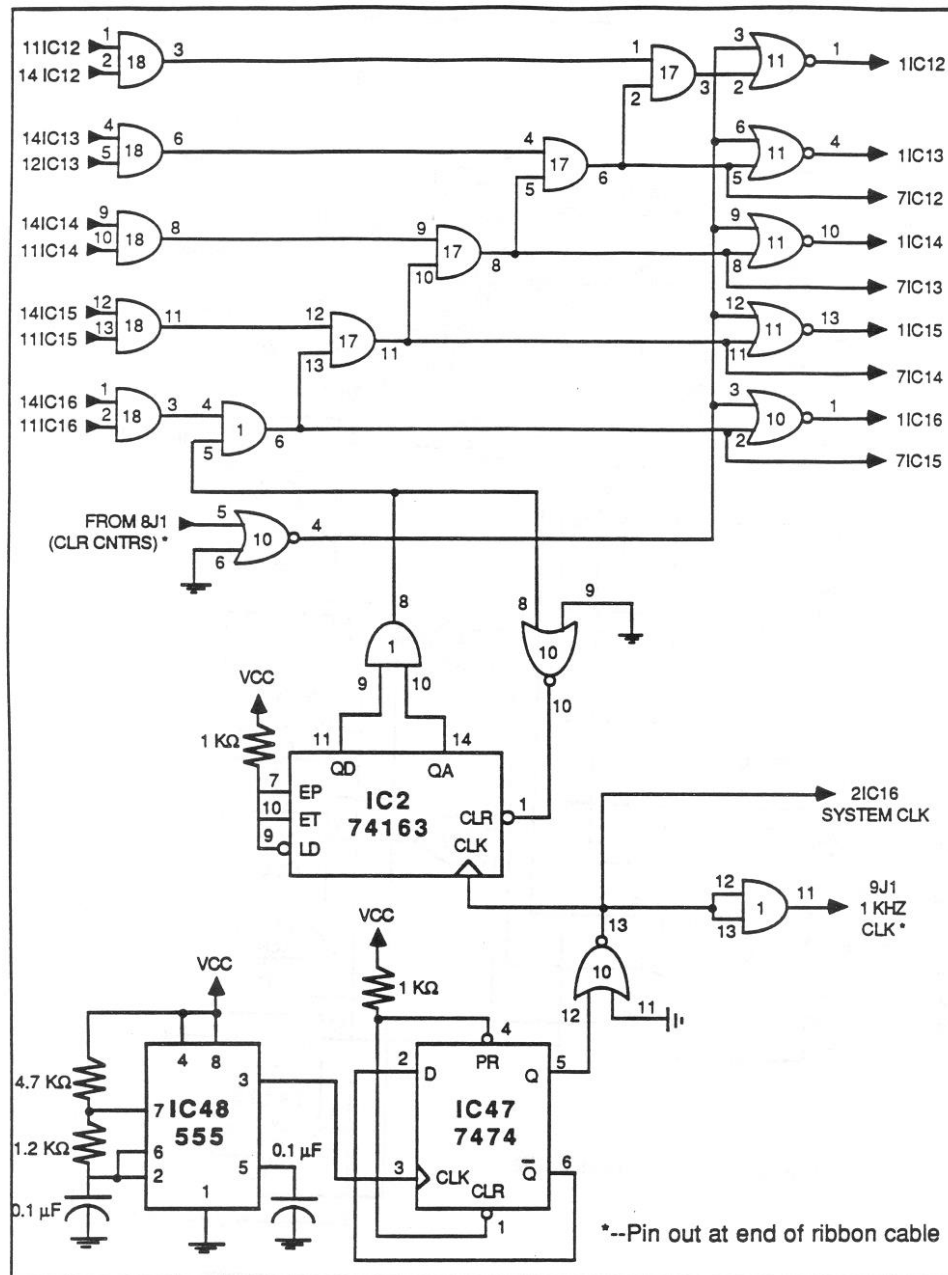 1
3
11IC12
18
2
14 IC12
1
17
2
3
3
11
1
1IC12
2
14IC13
4
6
18
5
12IC13
4
17
5
6
6
11
4
1IC13
5
7IC12
14IC14
9
8
18
10
11IC14
9
17
10
8
9
11
10
1IC14
8
7IC13
14IC15
12
11
18
13
11IC15
12
17
13
11
12
11
13
1IC15
11
7IC14
14IC16
1
3
18
2
11IC16
4
1
5
6
3
10
1
1IC16
2
7IC15
FROM 8J1
(CLR CNTRS) *
5
10
4
6
8
1
9
10
8
9
10
10
VCC
1 KΩ
11
14
QD
QA
7
EP
IC2
10
ET
74163
9
LD
CLR
1
CLK
2IC16
SYSTEM CLK
12
1
11
13
9J1
1 KHZ
CLK *
13
10
12
11
VCC
1 KΩ
VCC
4
8
4.7 KΩ
7
IC48
3
555
1.2 KΩ
6
2
5
0.1 µF
1
0.1 µF
4
2
D
PR
Q
5
IC47
7474
Q
6
3
CLK
CLR
1
*--Pin out at end of ribbon cable